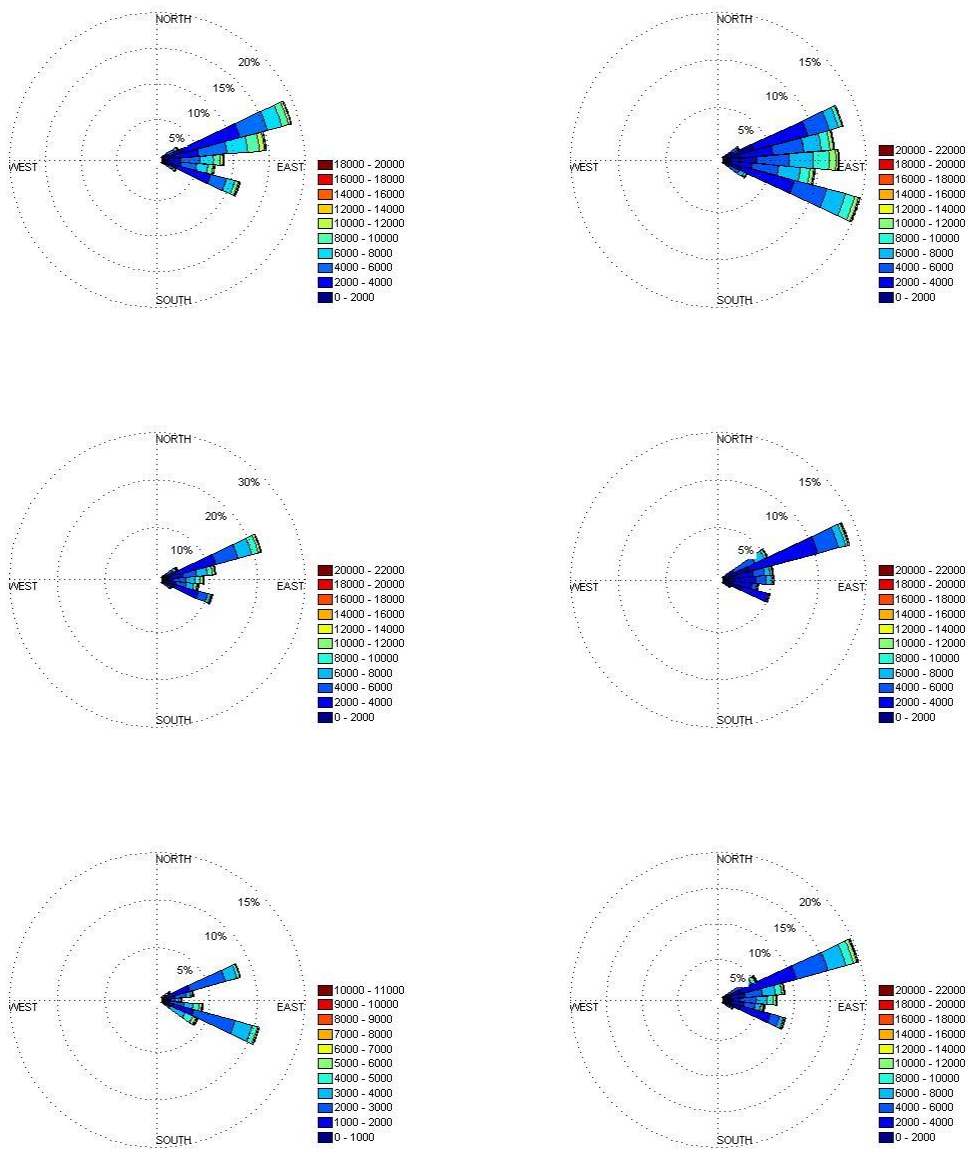 NORTH
20%
15%
10%
5%
WEST
EAST
SOUTH
18000 - 20000
16000 - 18000
14000 - 16000
12000 - 14000
10000 - 12000
8000 - 10000
6000 - 8000
4000 - 6000
2000 - 4000
0 - 2000
NORTH
15%
10%
5%
WEST
EAST
SOUTH
20000 - 22000
18000 - 20000
16000 - 18000
14000 - 16000
12000 - 14000
10000 - 12000
8000 - 10000
6000 - 8000
4000 - 6000
2000 - 4000
0 - 2000
NORTH
30%
20%
10%
WEST
EAST
SOUTH
20000 - 22000
18000 - 20000
16000 - 18000
14000 - 16000
12000 - 14000
10000 - 12000
8000 - 10000
6000 - 8000
4000 - 6000
2000 - 4000
0 - 2000
NORTH
15%
10%
5%
WEST
EAST
SOUTH
20000 - 22000
18000 - 20000
16000 - 18000
14000 - 16000
12000 - 14000
10000 - 12000
8000 - 10000
6000 - 8000
4000 - 6000
2000 - 4000
0 - 2000
NORTH
15%
10%
5%
WEST
EAST
SOUTH
10000 - 11000
9000 - 10000
8000 - 9000
7000 - 8000
6000 - 7000
5000 - 6000
4000 - 5000
3000 - 4000
2000 - 3000
1000 - 2000
0 - 1000
NORTH
20%
15%
10%
5%
WEST
EAST
SOUTH
20000 - 22000
18000 - 20000
16000 - 18000
14000 - 16000
12000 - 14000
10000 - 12000
8000 - 10000
6000 - 8000
4000 - 6000
2000 - 4000
0 - 2000